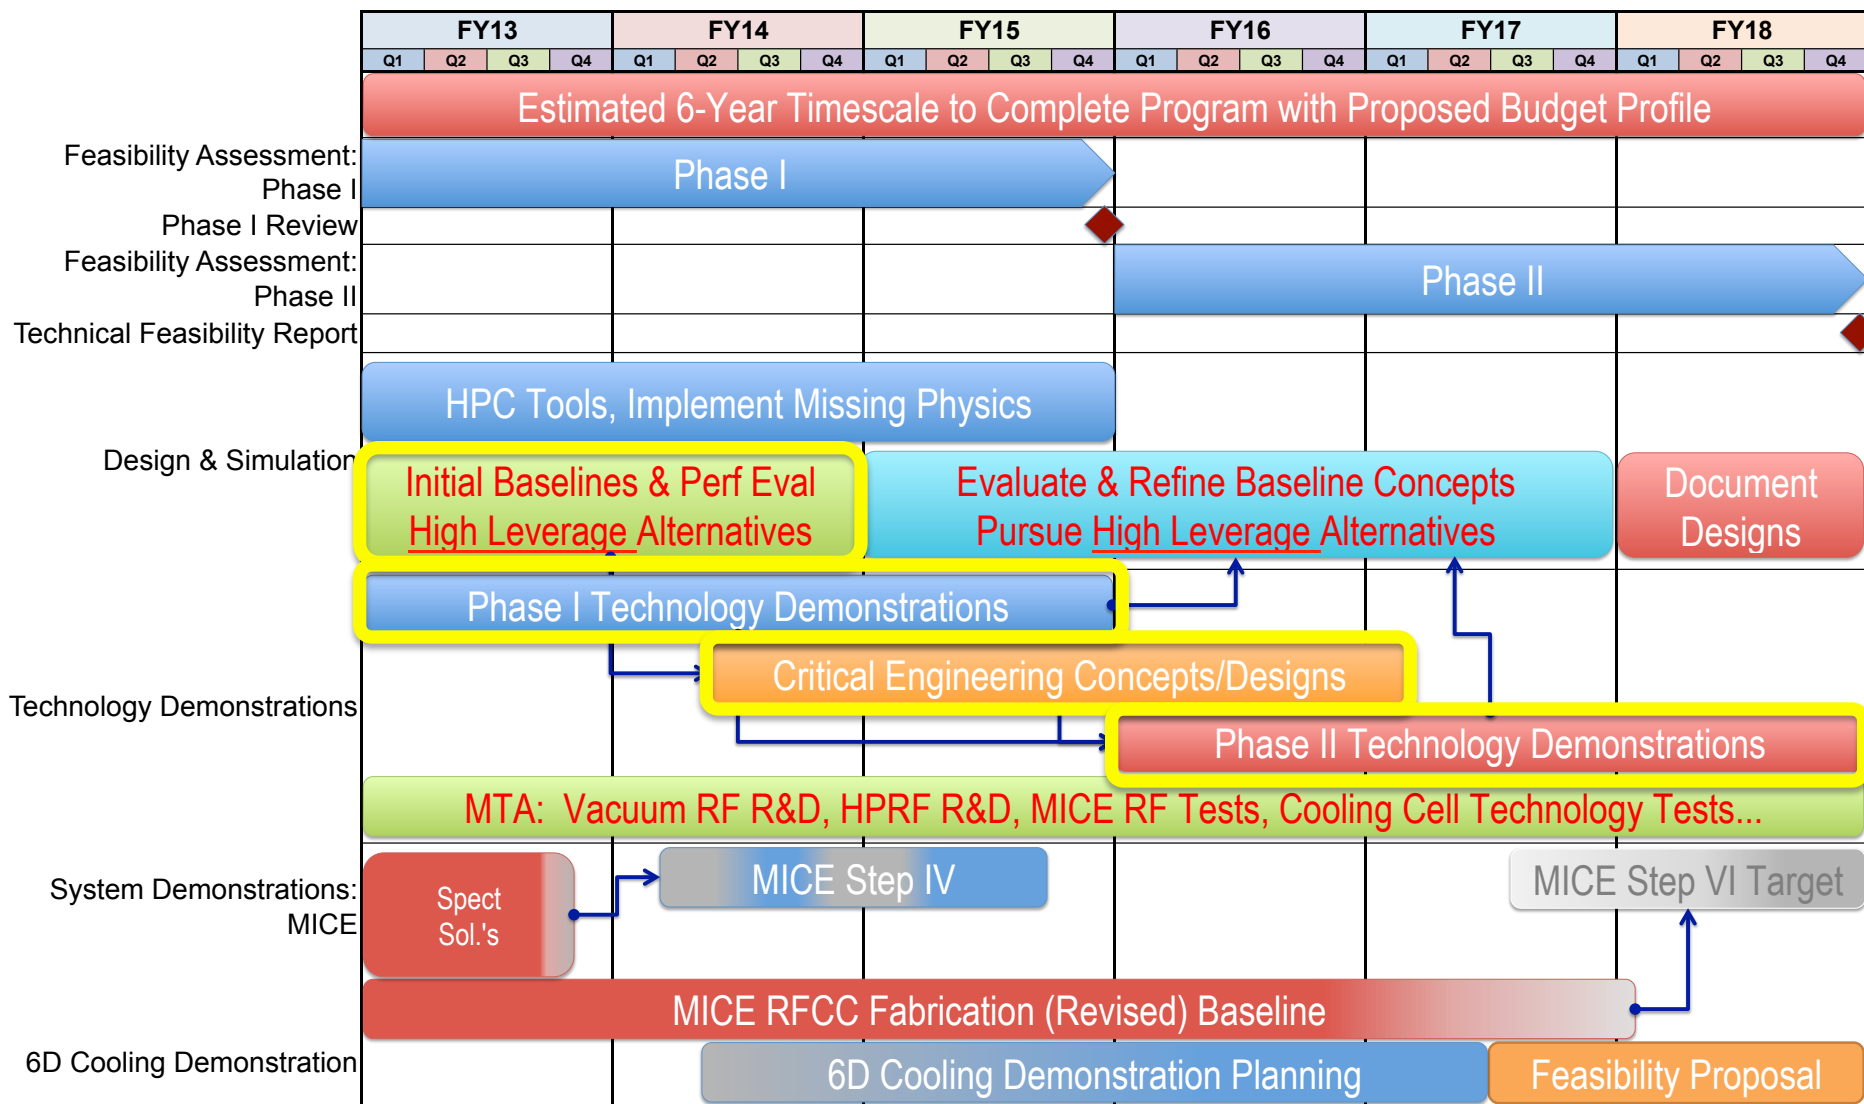 FY13 FY14 FY15 FY16 FY17 FY18
Q1 Q2 Q3 Q4 Q1 Q2 Q3 Q4 Q1 Q2 Q3 Q4 Q1 Q2 Q3 Q4 Q1 Q2 Q3 Q4 Q1 Q2 Q3 Q4
Estimated 6-Year Timescale to Complete Program with Proposed Budget Profile
Feasibility Assessment:
Phase I
Phase I
Phase I Review
Feasibility Assessment:
Phase II
Phase II
Technical Feasibility Report
HPC Tools, Implement Missing Physics
Design & Simulation
Initial Baselines & Perf Eval
High Leverage Alternatives
Evaluate & Refine Baseline Concepts
Pursue High Leverage Alternatives
Document
Designs
Phase I Technology Demonstrations
Critical Engineering Concepts/Designs
Technology Demonstrations
Phase II Technology Demonstrations
MTA: Vacuum RF R&D, HPRF R&D, MICE RF Tests, Cooling Cell Technology Tests...
System Demonstrations:
MICE
Spect
Sol.'s
MICE Step IV
MICE Step VI Target
MICE RFCC Fabrication (Revised) Baseline
6D Cooling Demonstration
6D Cooling Demonstration Planning
Feasibility Proposal